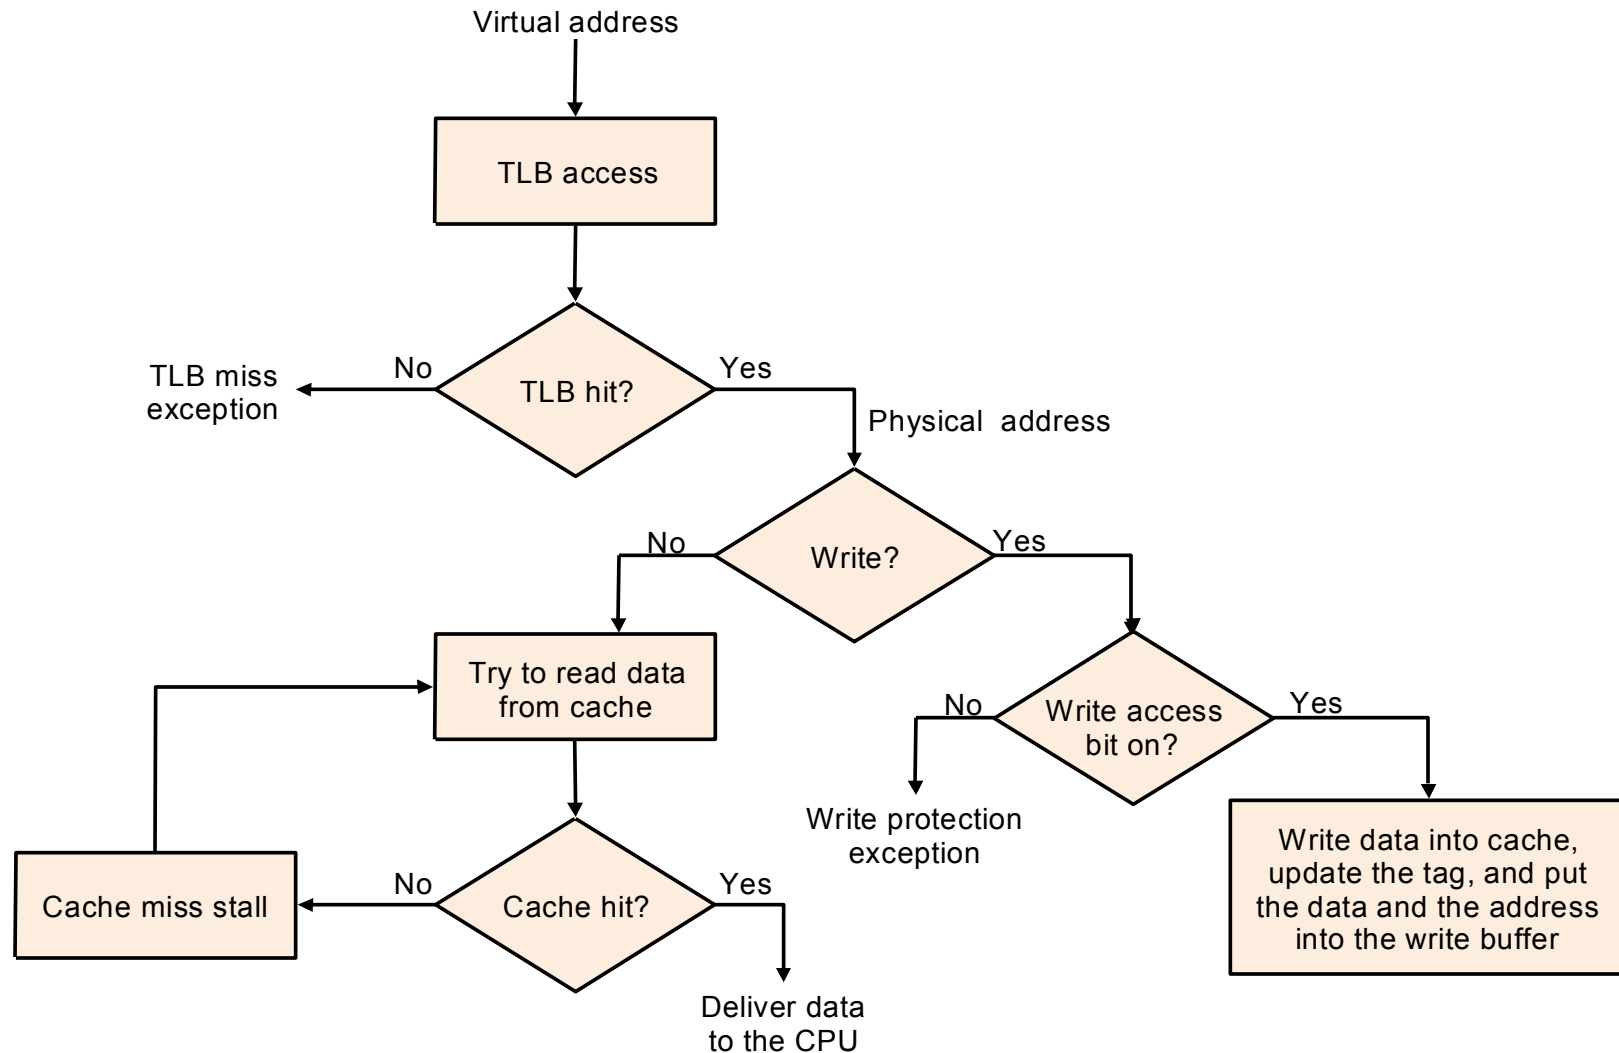 Virtual address
TLB access
No
Yes
TLB miss
exception
TLB hit?
Physical address
No
Yes
Write?
Try to read data
from cache
No
Yes
Write access
bit on?
Write protection
exception
Write data into cache,
update the tag, and put
the data and the address
into the write buffer
No
Yes
Cache miss stall
Cache hit?
Deliver data
to the CPU